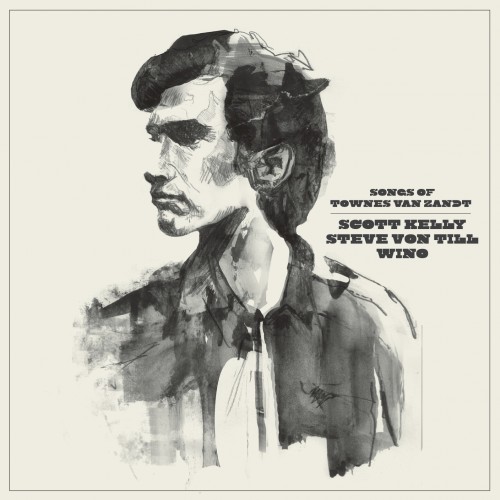 SONGS OF
TOWNES VAN ZANDT
SCOTT KELLY
STEVE VON TILL
WINO